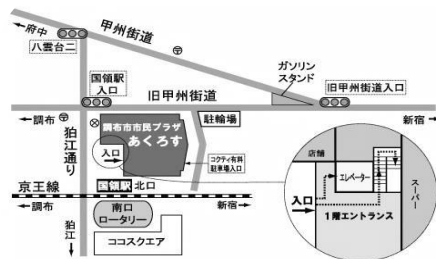 ←府中
甲州街道
八雲台二
ガソリン
スタンド
国領駅
入口
旧甲州街道入口
旧甲州街道
←調布
新宿→
狛江通り
調布市市民プラザ
あくろす
駐輪場
入口
コクティ有料
駐車場入口
国領駅 北口
京王線
←調布
新宿→
南口
ロータリー
狛江
ココスクエア
店舗
エレベーター
スーパー
入口
1階エントランス